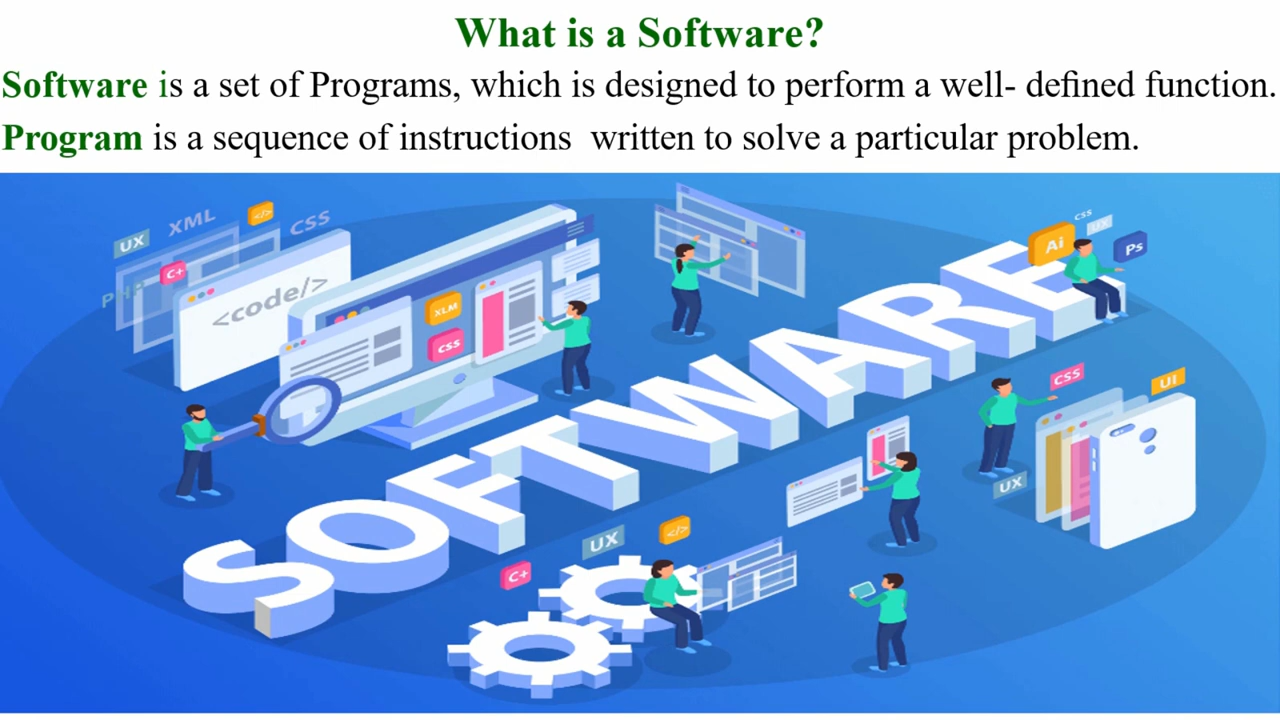 What is a Software?
Software is a set of Programs, which is designed to perform a well- defined function.
Program is a sequence of instructions  written to solve a particular problem.
XML
</>
CSS
UX
C+
PHP
<code/>
XLM
CSS
CSS
UX
Ai
Ps
SOFTWARE
CSS
UI
UX
UX
</>
C+